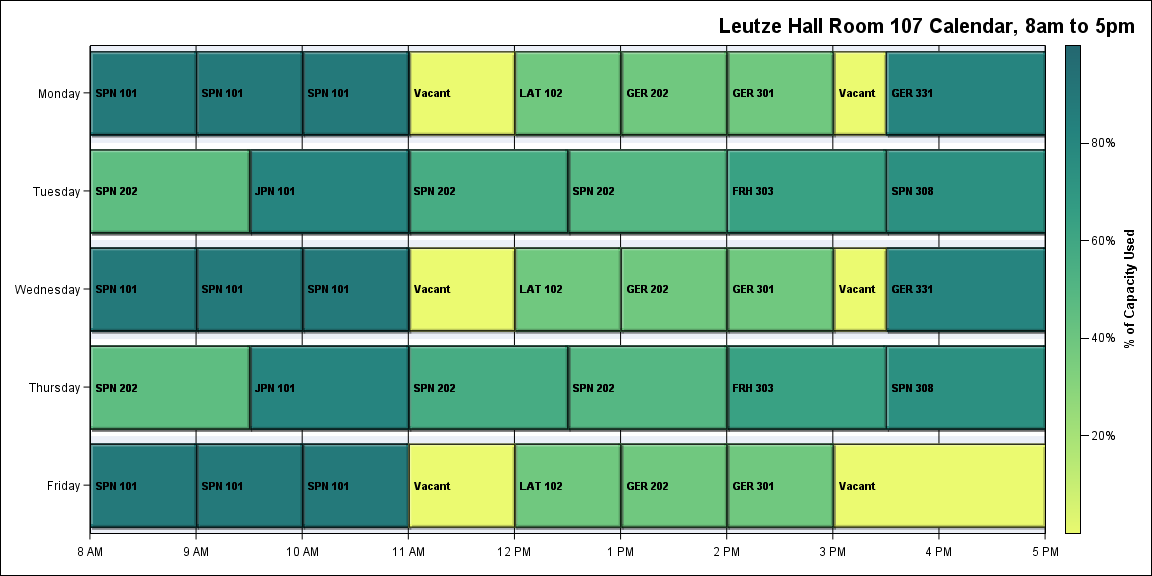 Leutze Hall Room 107 Calendar, 8am to 5pm
Monday
SPN 101
SPN 101
SPN 101
Vacant
LAT 102
GER 202
GER 301
Vacant
GER 331
Tuesday
SPN 202
JPN 101
SPN 202
SPN 202
FRH 303
SPN 308
Wednesday
SPN 101
SPN 101
SPN 101
Vacant
LAT 102
GER 202
GER 301
Vacant
GER 331
Thursday
SPN 202
JPN 101
SPN 202
SPN 202
FRH 303
SPN 308
Friday
SPN 101
SPN 101
SPN 101
Vacant
LAT 102
GER 202
GER 301
Vacant
8 AM
9 AM
10 AM
11 AM
12 PM
1 PM
2 PM
3 PM
4 PM
5 PM
80%
60%
40%
20%
% of Capacity Used